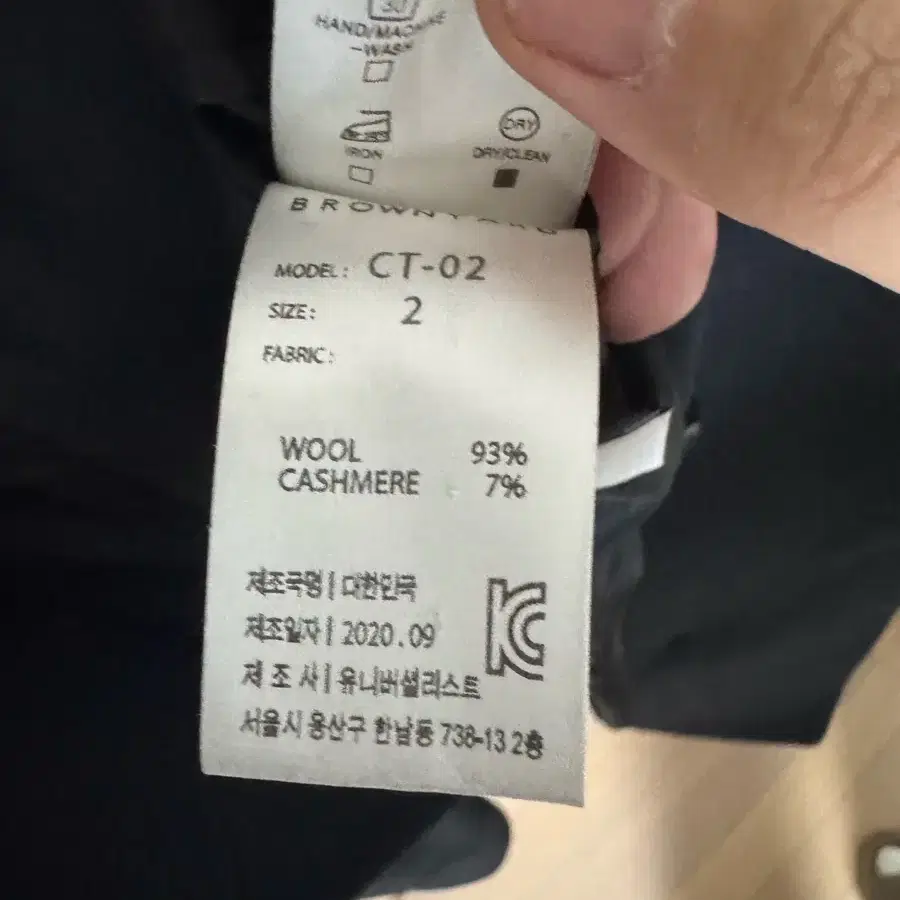 30
HAND/MACHINE
-WASH
DRY
IRON
DRY/CLEAN
BROWNYARD
MODEL: CT-02
SIZE: 2
FABRIC:
WOOL 93%
CASHMERE 7%
제조국명 | 대한민국
제조일자 | 2020.09
제 조 사 | 유니버셜리스트
서울시 용산구 한남동 738-13 2층